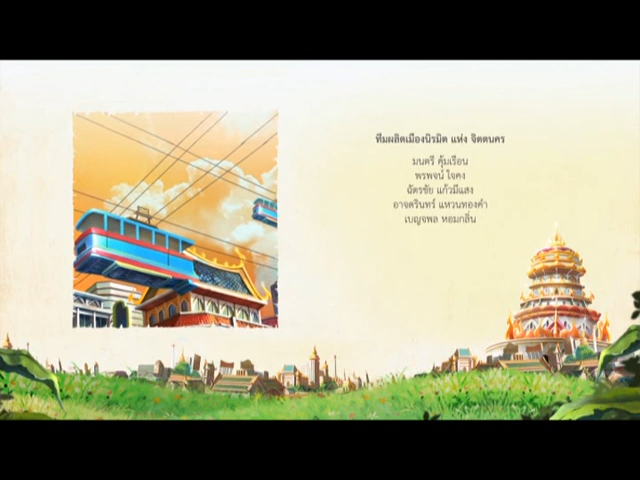 ทีมผลิตเมืองนิรมิต แห่ง จิตตนคร
มนตรี คุ้มเรือน
พรพจน์ ใจคง
ฉัตรชัย แก้วมีแสง
อาจตรินทร์ แหวนทองคำ
เบญจพล หอมกลิ่น